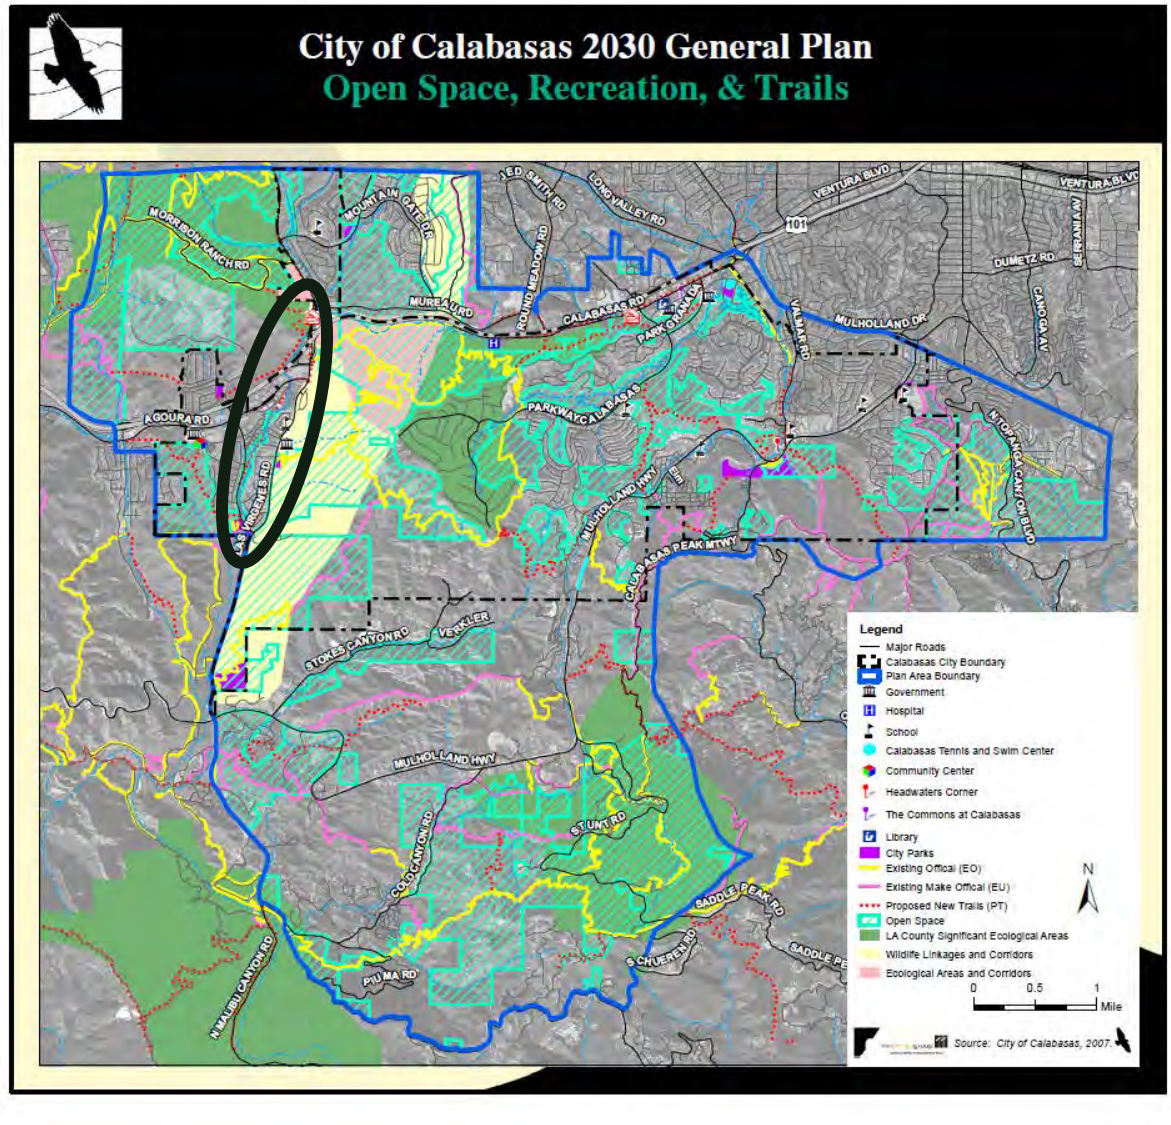 City of Calabasas 2030 General Plan
Open Space, Recreation, & Trails
JED SMITH RD
LONG VALLEY RD
VENTURA BLVD
VENTURA BLVD
MOUNTAIN GATE DR
MORRISON RANCH RD
101
SERRANIA AV
ROUND MEADOW RD
DUMETZ RD
MUREAU RD
CALABASAS RD
PARK GRANADA
CANOGA AV
VALMAR RD
MULHOLLAND DR
H
AGOURA RD
PARKWAY CALABASAS
N TOPANGA CANYON BLVD
LAS VIRGENES RD
MULHOLLAND HWY
Elm
CALABASAS PEAK MTWY
STOKES CANYON RD
VERKLER
MULHOLLAND HWY
STUNT RD
COLD CANYON RD
SADDLE PEAK RD
SCHUEREN RD
SADDLE PE
PIUMA RD
N MALIBU CANYON RD
Legend
Major Roads
Calabasas City Boundary
Plan Area Boundary
Government
H Hospital
School
Calabasas Tennis and Swim Center
Community Center
Headwaters Corner
The Commons at Calabasas
Library
City Parks
Existing Offical (EO)
Existing Make Offical (EU)
Proposed New Trails (PT)
Open Space
LA County Significant Ecological Areas
Wildlife Linkages and Corridors
Ecological Areas and Corridors
N
0 0.5 1
Mile
Source: City of Calabasas, 2007.